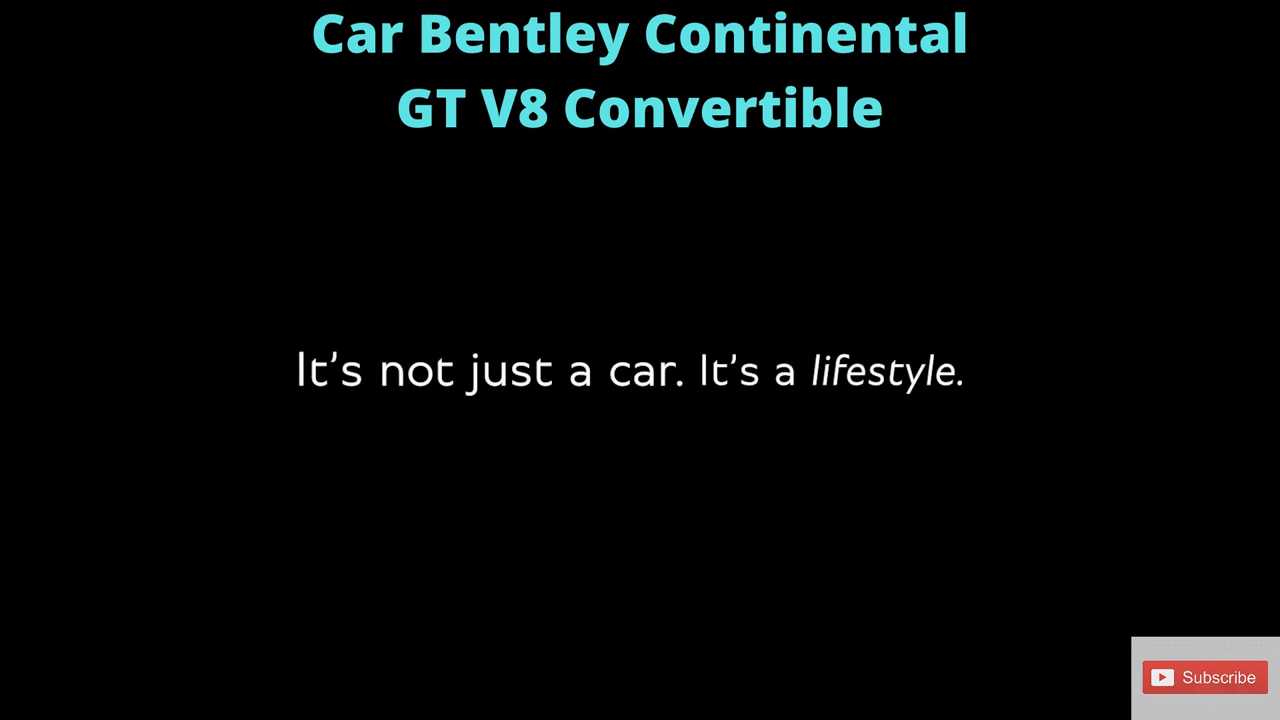 Car Bentley Continental
GT V8 Convertible
It’s not just a car. It’s a lifestyle.
Subscribe